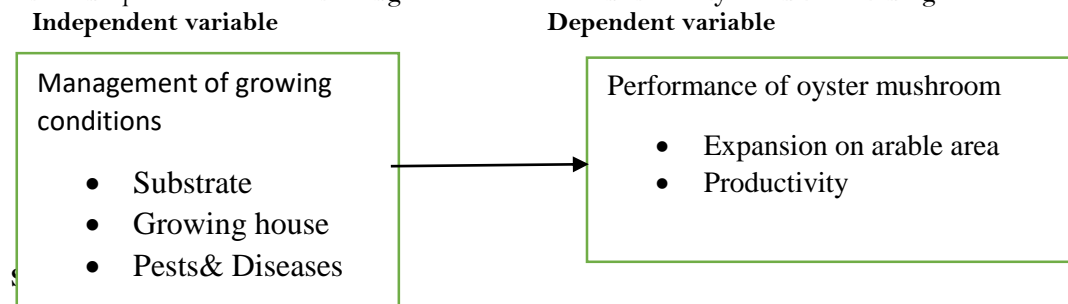 Independent variable
Dependent variable
Management of growing
conditions
• Substrate
• Growing house
• Pests& Diseases
Performance of oyster mushroom
• Expansion on arable area
• Productivity